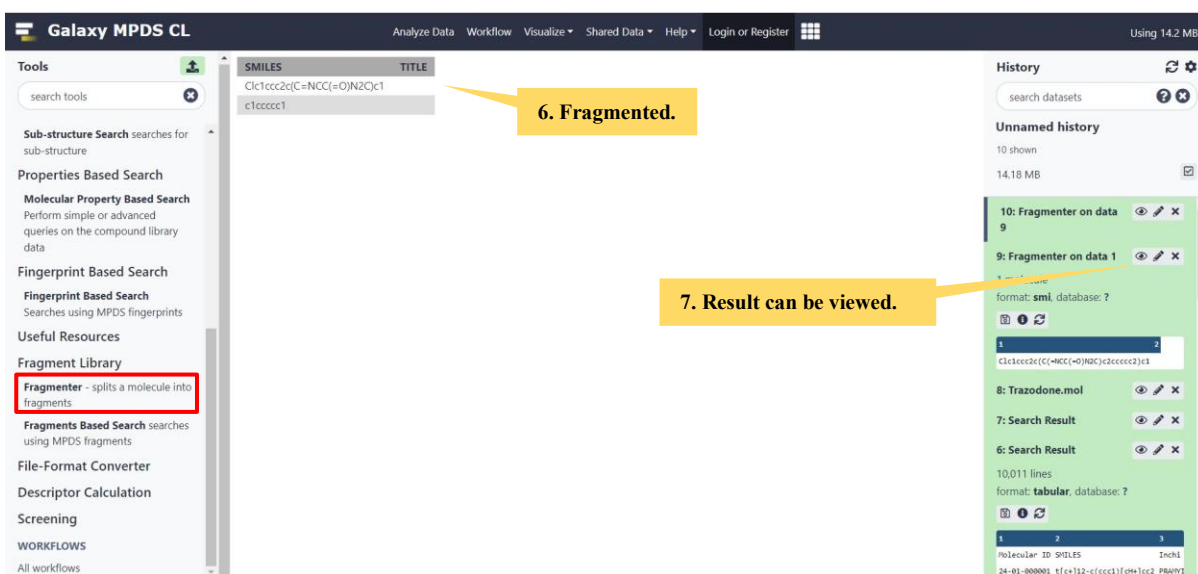 Galaxy MPDS CL
Analyze Data Workflow Visualize Shared Data Help Login or Register
Using 14.2 MB
Tools
search tools
Sub-structure Search searches for
sub-structure
Properties Based Search
Molecular Property Based Search
Perform simple or advanced
queries on the compound library
data
Fingerprint Based Search
Fingerprint Based Search
Searches using MPDS fingerprints
Useful Resources
Fragment Library
Fragmenter - splits a molecule into
fragments
Fragments Based Search searches
using MPDS fragments
File-Format Converter
Descriptor Calculation
Screening
WORKFLOWS
All workflows
SMILES TITLE
Clc1ccc2c(C=NCC(=O)N2C)c1
c1ccccc1
6. Fragmented.
7. Result can be viewed.
History
search datasets
Unnamed history
10 shown
14.18 MB
10: Fragmenter on data
9
9: Fragmenter on data 1
format: smi, database: ?
1 2
Clc1ccc2c(C(=NCC(=O)N2C)c2ccccc2)c1
8: Trazodone.mol
7: Search Result
6: Search Result
10,011 lines
format: tabular, database: ?
1 2 3
Molecular ID SMILES Inchi
24-01-000001